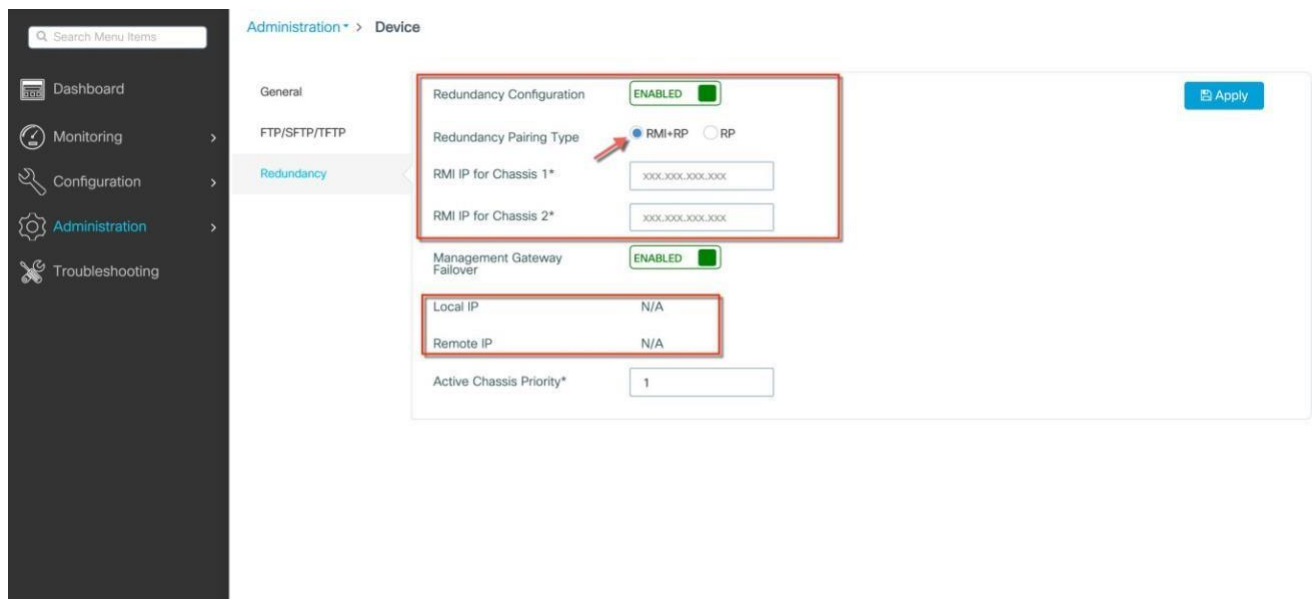 Search Menu Items
Dashboard
Monitoring
Configuration
Administration
Troubleshooting
Administration > Device
General
FTP/SFTP/TFTP
Redundancy
Redundancy Configuration ENABLED
Redundancy Pairing Type RMI+RP RP
RMI IP for Chassis 1* xxx.xxx.xxx.xxx
RMI IP for Chassis 2* xxx.xxx.xxx.xxx
Management Gateway
Failover ENABLED
Local IP N/A
Remote IP N/A
Active Chassis Priority* 1
Apply